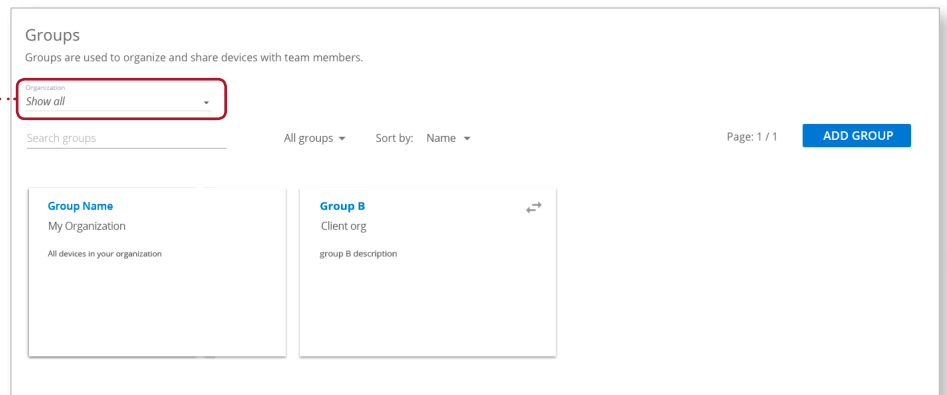 Groups
Groups are used to organize and share devices with team members.
Organization
Show all
Search groups
All groups
Sort by: Name
Page: 1 / 1
ADD GROUP
Group Name
My Organization
All devices in your organization
Group B
Client org
group B description